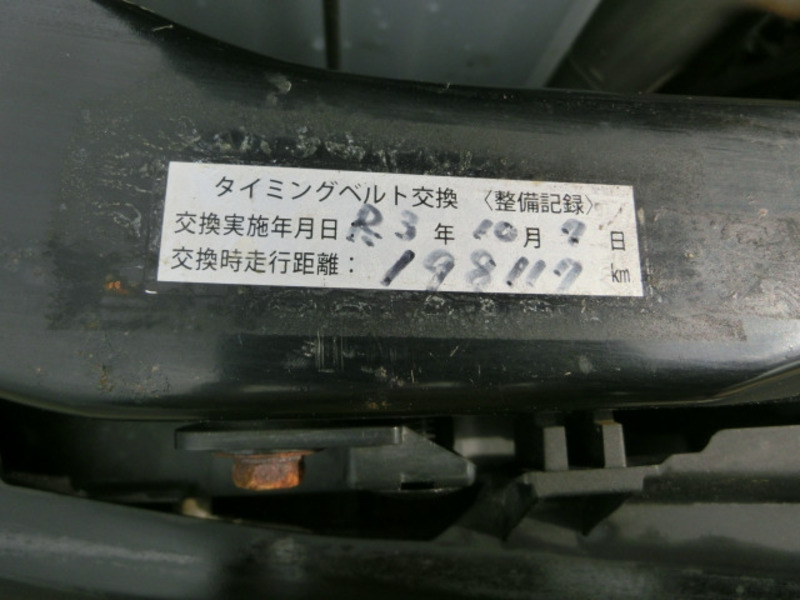 タイミングベルト交換 〈整備記録〉
交換実施年月日 R3 年 10 月 9 日
交換時走行距離： 198117 km